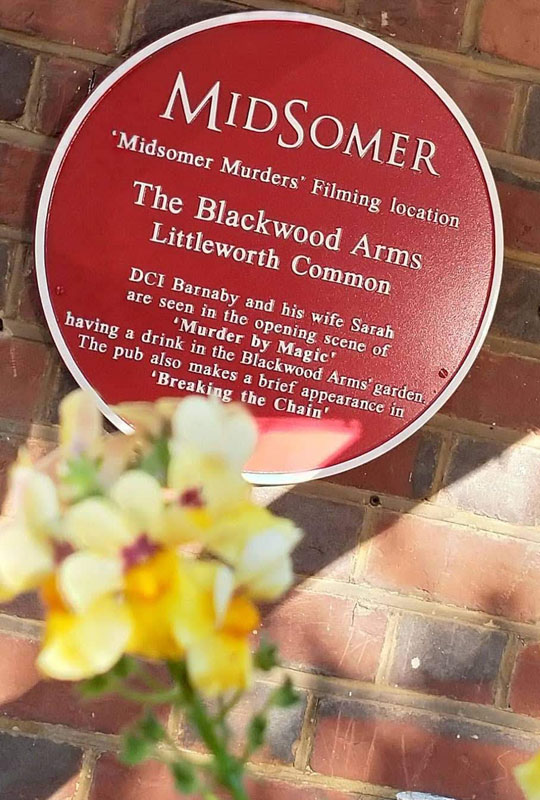 MIDSOMER
'Midsomer Murders' Filming location
The Blackwood Arms
Littleworth Common
DCI Barnaby and his wife Sarah
are seen in the opening scene of
'Murder by Magic'
having a drink in the Blackwood Arms' garden.
The pub also makes a brief appearance in
'Breaking the Chain'